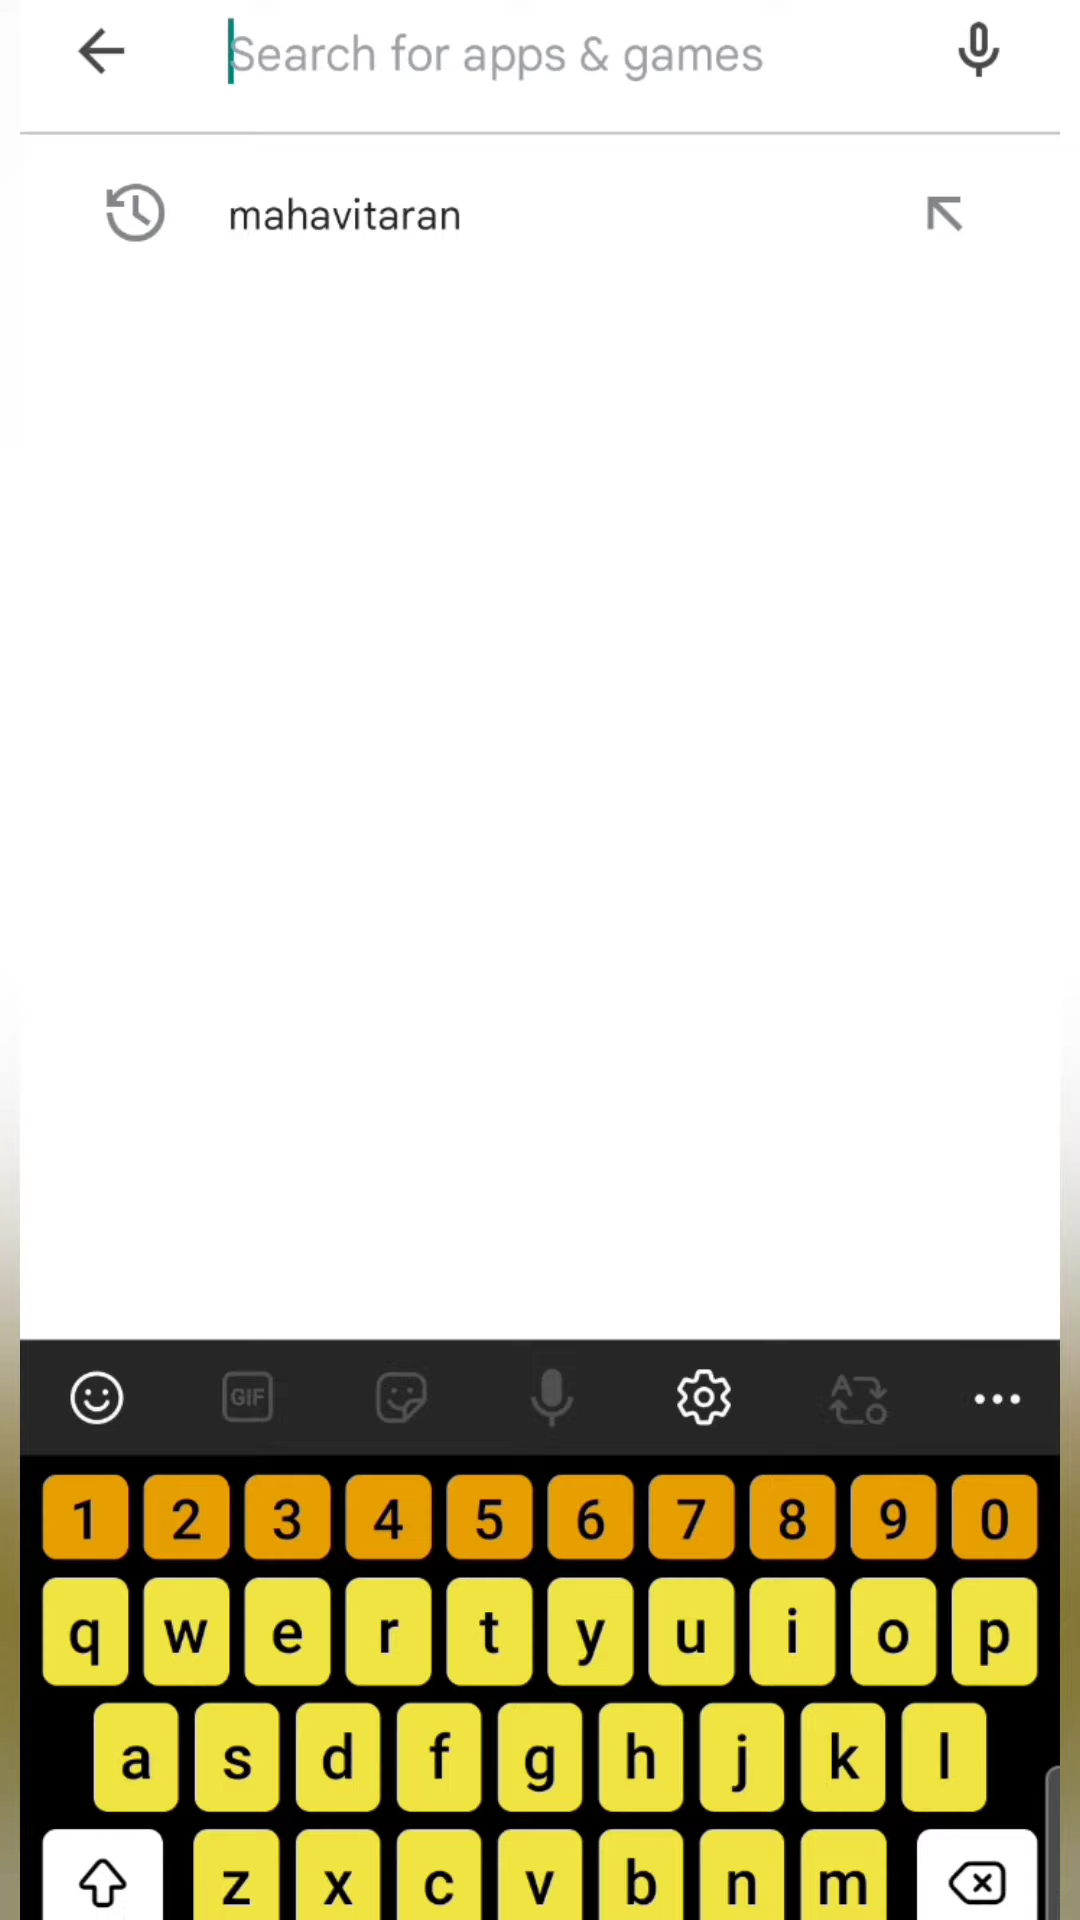 Search for apps & games
mahavitaran
GIF
1 2 3 4 5 6 7 8 9 0
q w e r t y u i o p
a s d f g h j k l
z x c v b n m